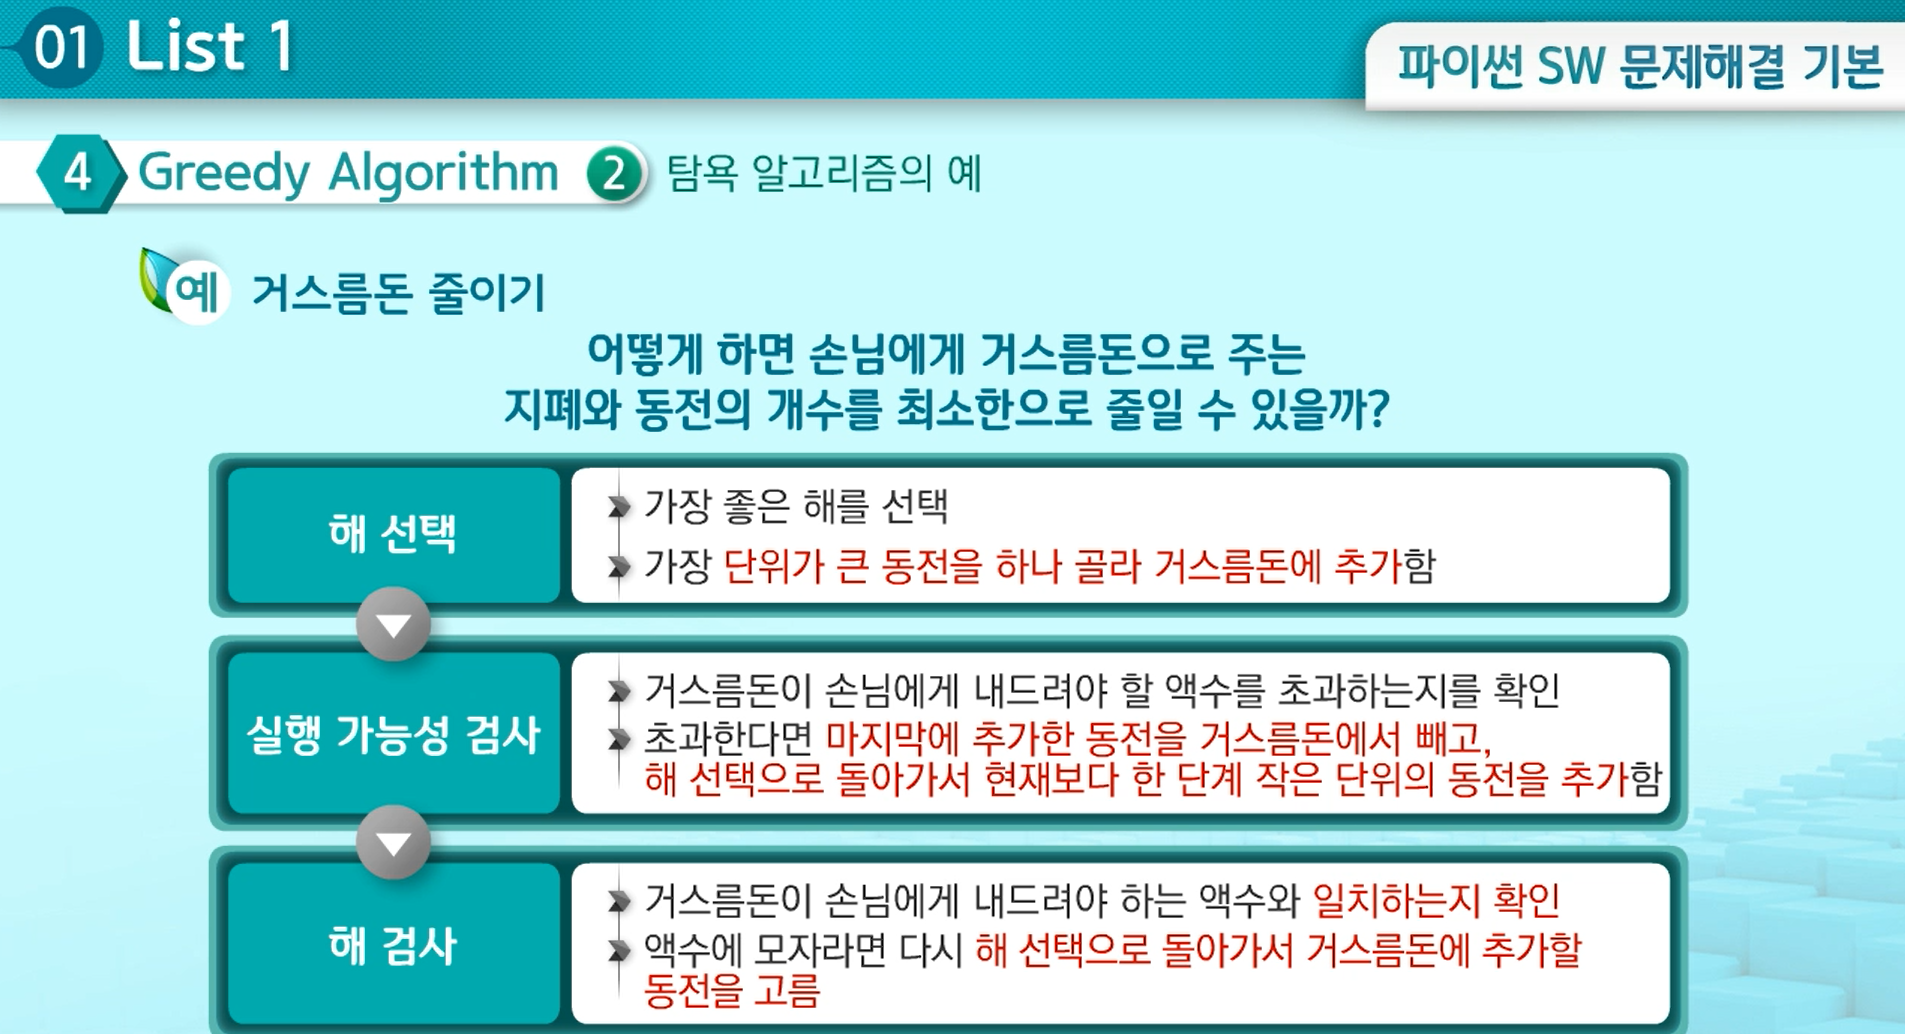 01 List 1
파이썬 SW 문제해결 기본
4 Greedy Algorithm 2 탐욕 알고리즘의 예
예 거스름돈 줄이기
어떻게 하면 손님에게 거스름돈으로 주는
지폐와 동전의 개수를 최소한으로 줄일 수 있을까?
해 선택
가장 좋은 해를 선택
가장 단위가 큰 동전을 하나 골라 거스름돈에 추가함
실행 가능성 검사
거스름돈이 손님에게 내드려야 할 액수를 초과하는지를 확인
초과한다면 마지막에 추가한 동전을 거스름돈에서 빼고,
해 선택으로 돌아가서 현재보다 한 단계 작은 단위의 동전을 추가함
해 검사
거스름돈이 손님에게 내드려야 하는 액수와 일치하는지 확인
액수에 모자라면 다시 해 선택으로 돌아가서 거스름돈에 추가할
동전을 고름